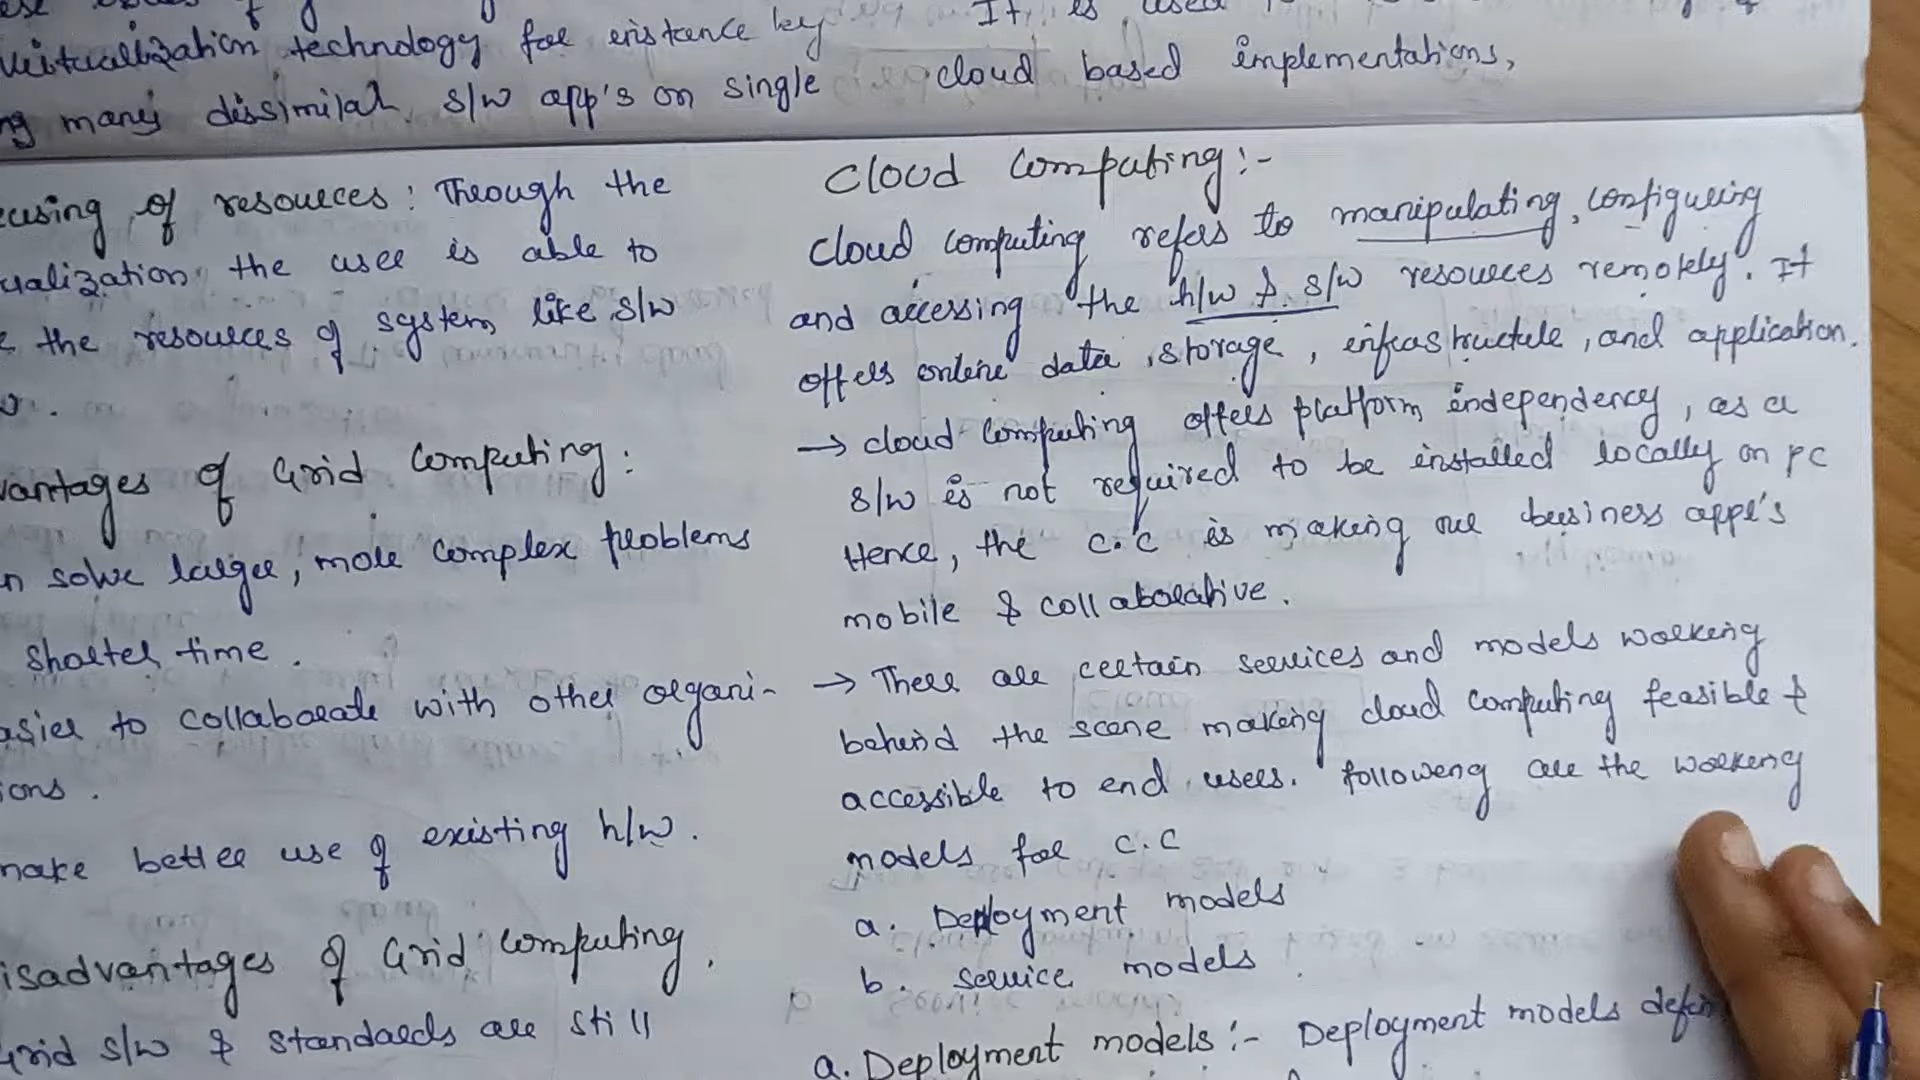 virtualization technology for existence key
It is used
many dissimilar s/w app's on single
cloud based implementations,
using of resources: Through the
ualization, the user is able to
the resources of system like s/w
vantages of Grid Computing:
n solve larger, more complex problems
shorter time.
asier to collaborate with other organi-
ions.
make better use of existing h/w.
isadvantages of Grid Computing.
Grid s/w & standards are still
Cloud Computing:-
Cloud computing refers to manipulating, configuring
and accessing the h/w & s/w resources remotely. It
offers online data, storage, infrastructure, and application.
→ cloud computing offers platform independency, as a
s/w is not required to be installed locally on pc
Hence, the C.C is making our business appl's
mobile & collaborative.
→ There are certain services and models working
behind the scene making cloud computing feasible &
accessible to end users. following are the working
models for C.C
a. Deployment models
b. service models
a. Deployment models:- Deployment models defin